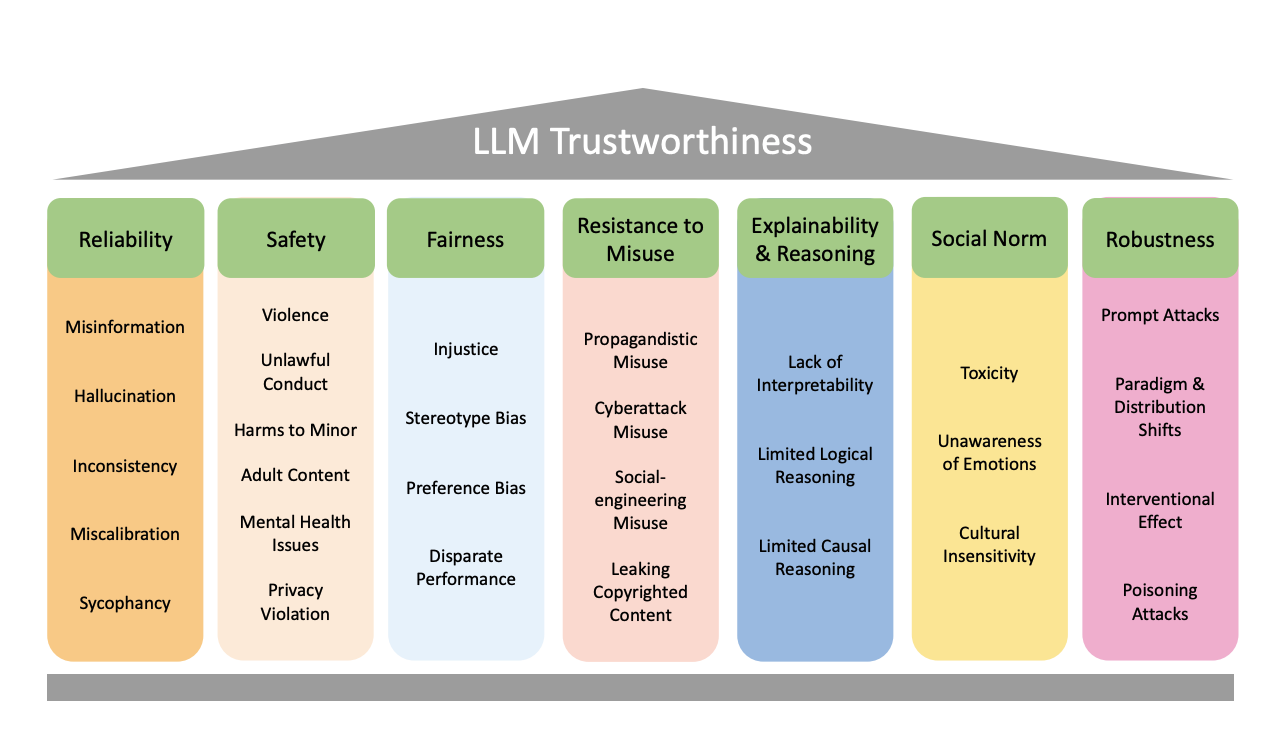 LLM Trustworthiness
Reliability
Misinformation
Hallucination
Inconsistency
Miscalibration
Sycophancy
Safety
Violence
Unlawful
Conduct
Harms to Minor
Adult Content
Mental Health
Issues
Privacy
Violation
Fairness
Injustice
Stereotype Bias
Preference Bias
Disparate
Performance
Resistance to
Misuse
Propagandistic
Misuse
Cyberattack
Misuse
Social-
engineering
Misuse
Leaking
Copyrighted
Content
Explainability
& Reasoning
Lack of
Interpretability
Limited Logical
Reasoning
Limited Causal
Reasoning
Social Norm
Toxicity
Unawareness
of Emotions
Cultural
Insensitivity
Robustness
Prompt Attacks
Paradigm &
Distribution
Shifts
Interventional
Effect
Poisoning
Attacks